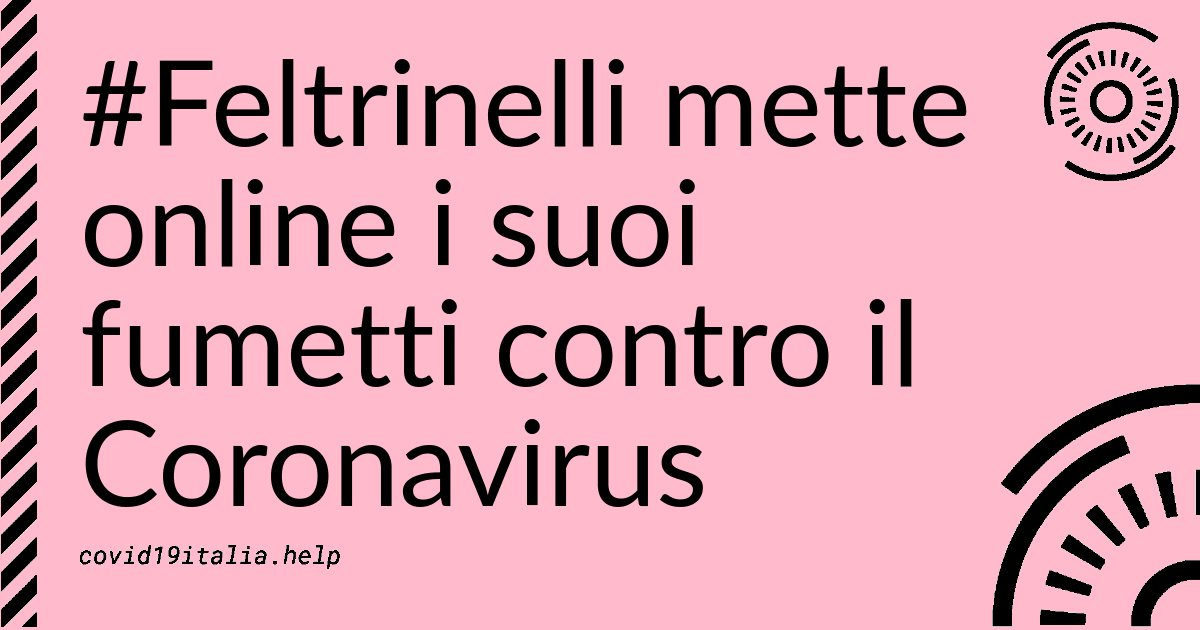 #Feltrinelli mette
online i suoi
fumetti contro il
Coronavirus
covid19italia.help